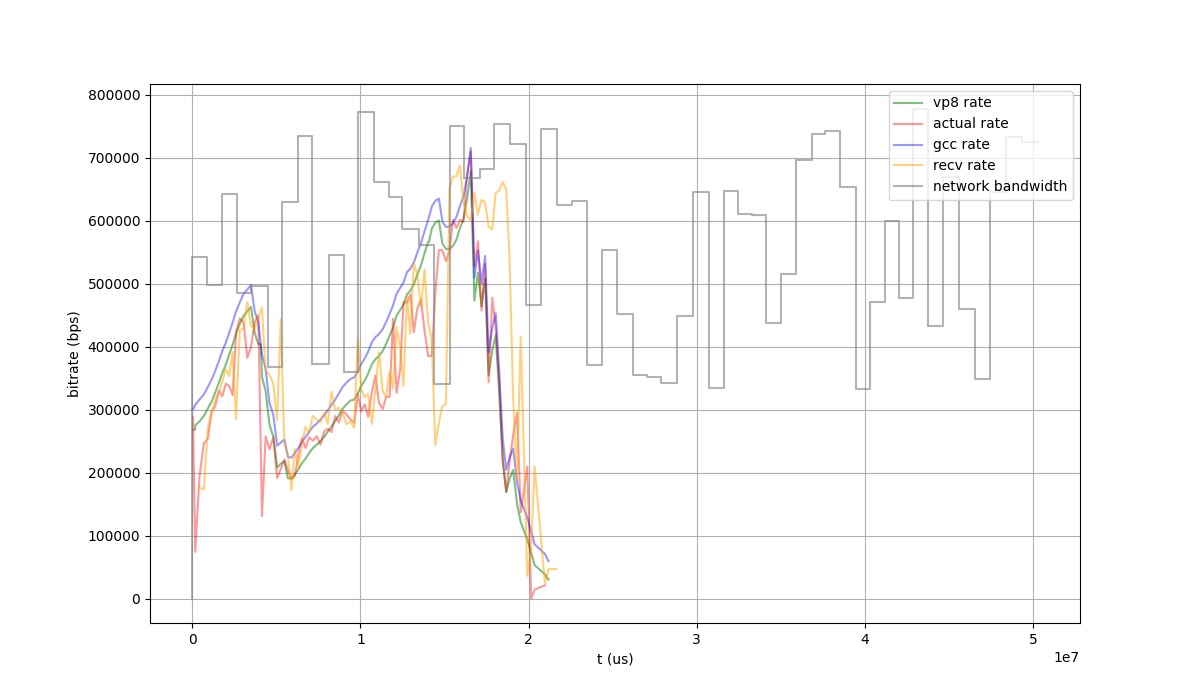 800000
700000
600000
500000
400000
300000
200000
100000
0
bitrate (bps)
vp8 rate
actual rate
gcc rate
recv rate
network bandwidth
0 1 2 3 4 5
t (us)
1e7